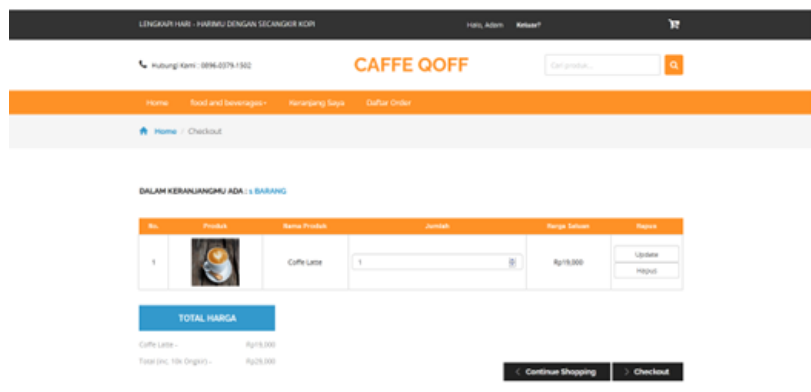 LENGKAPI HARI - HARIMU DENGAN SECANGKIR KOPI
Halo, Adam Keluar?
Hubungi Kami : 0896-0379-1502
CAFFE QOFF
Cari produk...
Home food and beverages Keranjang Saya Daftar Order
Home / Checkout
DALAM KERANJANGMU ADA : 1 BARANG
No. Produk Nama Produk Jumlah Harga Satuan Hapus
1 Coffe Latte 1 Rp19,000 Update
Hapus
TOTAL HARGA
Coffe Latte - Rp19,000
Total (inc. 10k Ongkir) - Rp29,000
< Continue Shopping > Checkout